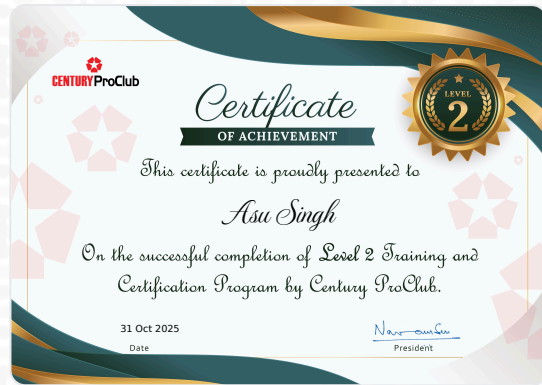 CENTURY ProClub
Certificate
OF ACHIEVEMENT
LEVEL
2
This certificate is proudly presented to
Asu Singh
On the successful completion of Level 2 Training and
Certification Program by Century ProClub.
31 Oct 2025
Date
President